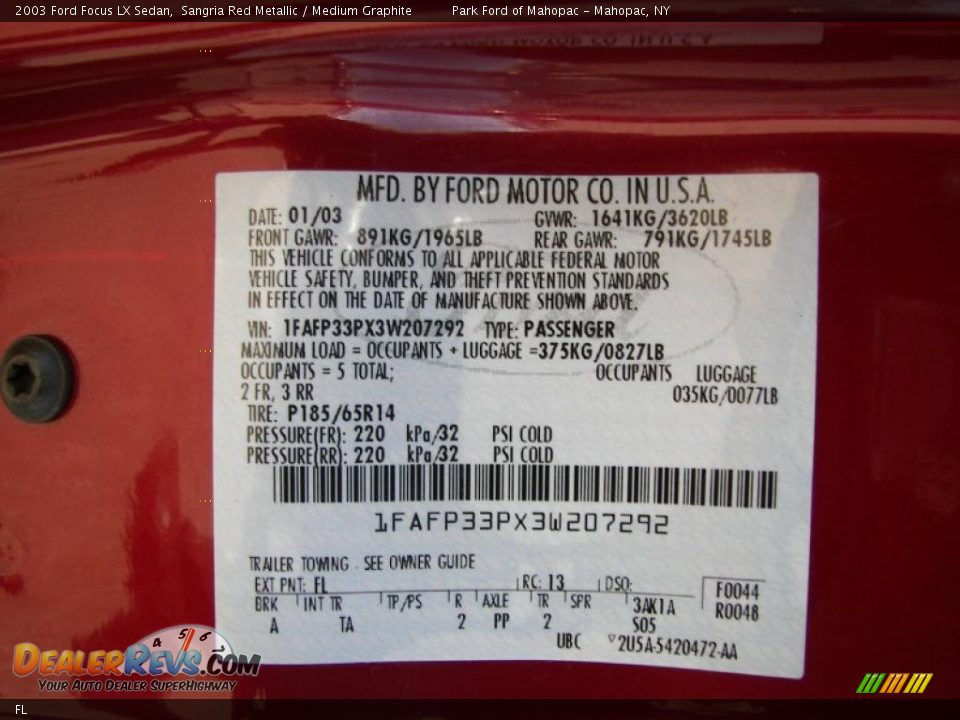 2003 Ford Focus LX Sedan, Sangria Red Metallic / Medium Graphite Park Ford of Mahopac - Mahopac, NY
MFD. BY FORD MOTOR CO. IN U.S.A.
DATE: 01/03 GVWR: 1641KG/3620LB
FRONT GAWR: 891KG/1965LB REAR GAWR: 791KG/1745LB
THIS VEHICLE CONFORMS TO ALL APPLICABLE FEDERAL MOTOR
VEHICLE SAFETY, BUMPER, AND THEFT PREVENTION STANDARDS
IN EFFECT ON THE DATE OF MANUFACTURE SHOWN ABOVE.
VIN: 1FAFP33PX3W207292 TYPE: PASSENGER
MAXIMUM LOAD = OCCUPANTS + LUGGAGE =375KG/0827LB
OCCUPANTS = 5 TOTAL; OCCUPANTS LUGGAGE
2 FR, 3 RR 035KG/0077LB
TIRE: P185/65R14
PRESSURE(FR): 220 kPa/32 PSI COLD
PRESSURE(RR): 220 kPa/32 PSI COLD
1FAFP33PX3W207292
TRAILER TOWING - SEE OWNER GUIDE
EXT PNT: FL RC: 13 DSO: F0044
BRK INT TR TP/PS R AXLE TR SPR 3AK1A R0048
A TA 2 PP 2 S05
UBC 2U5A-5420472-AA
DEALERREVS.COM
YOUR AUTO DEALER SUPERHIGHWAY
4 5 6
FL